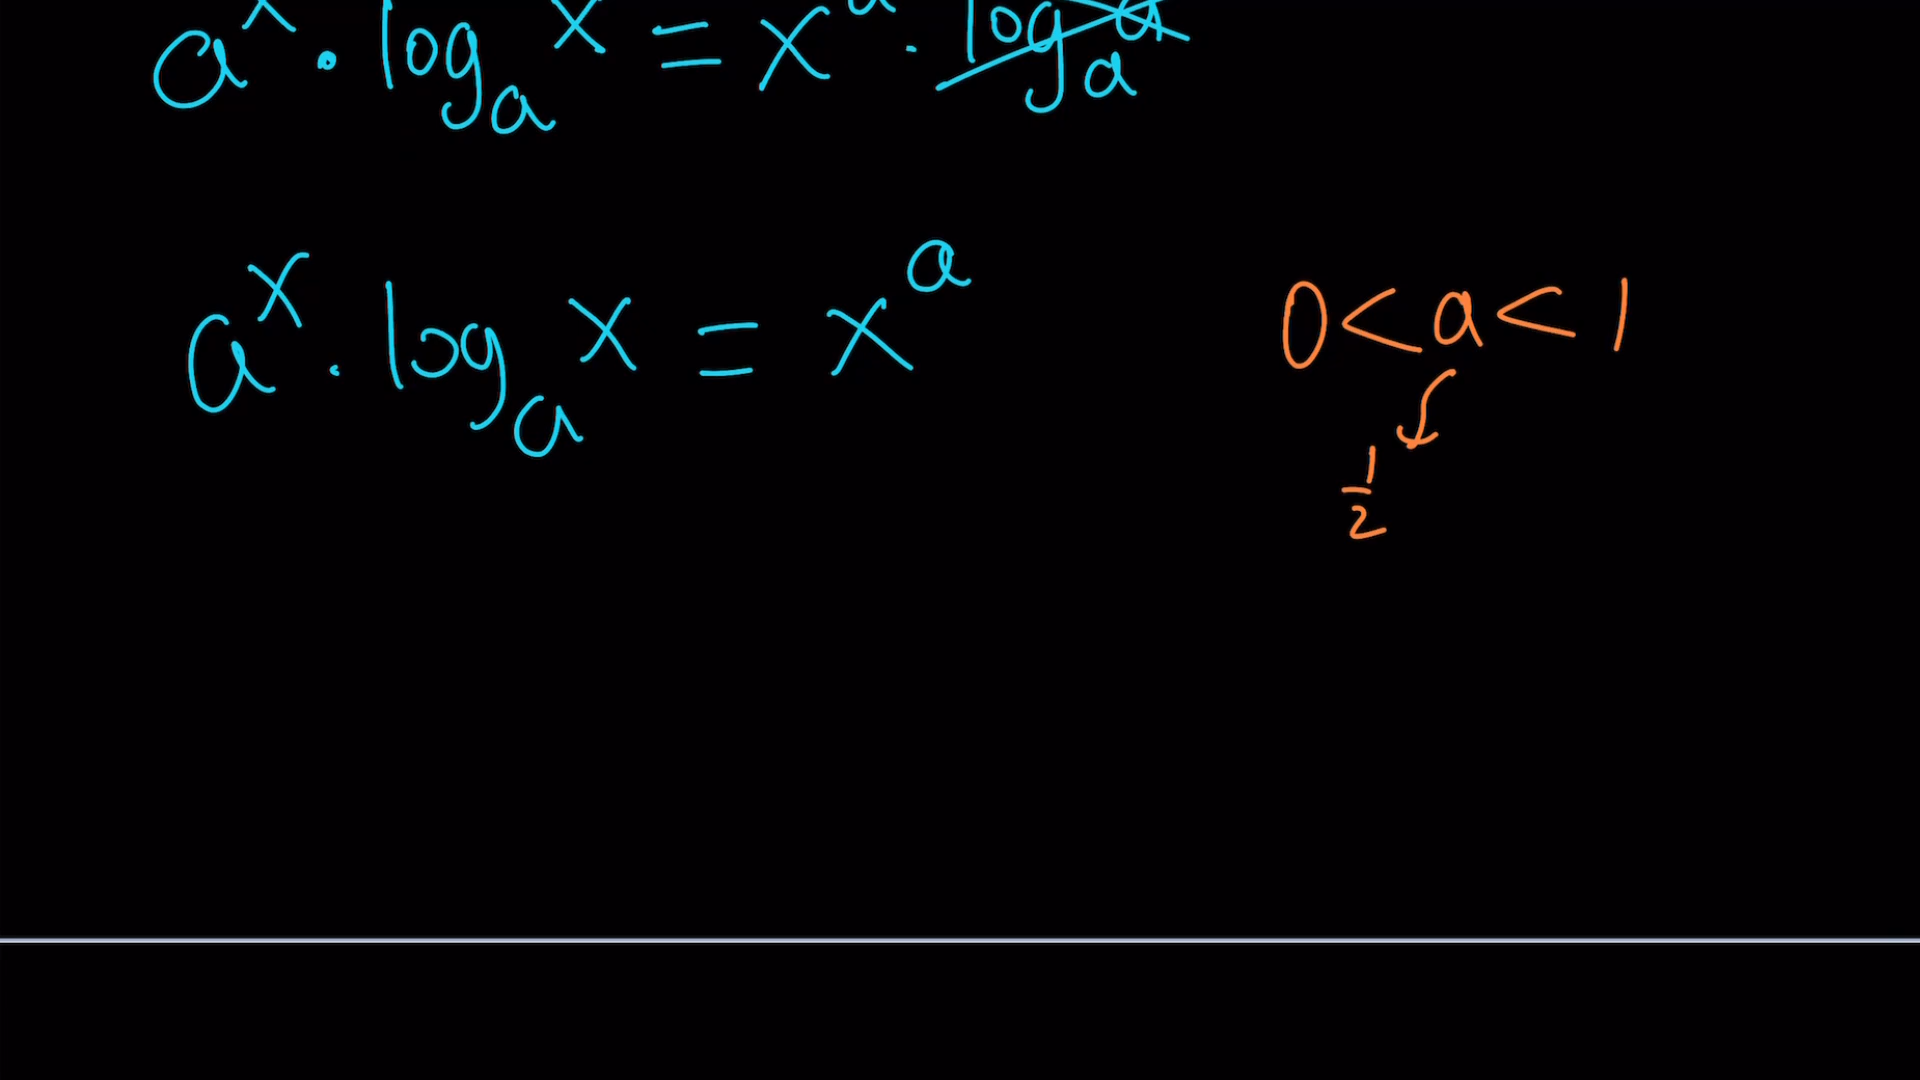 a^x · log_a x = x^a · log_a a
a^x · log_a x = x^a
0 < a < 1
1/2